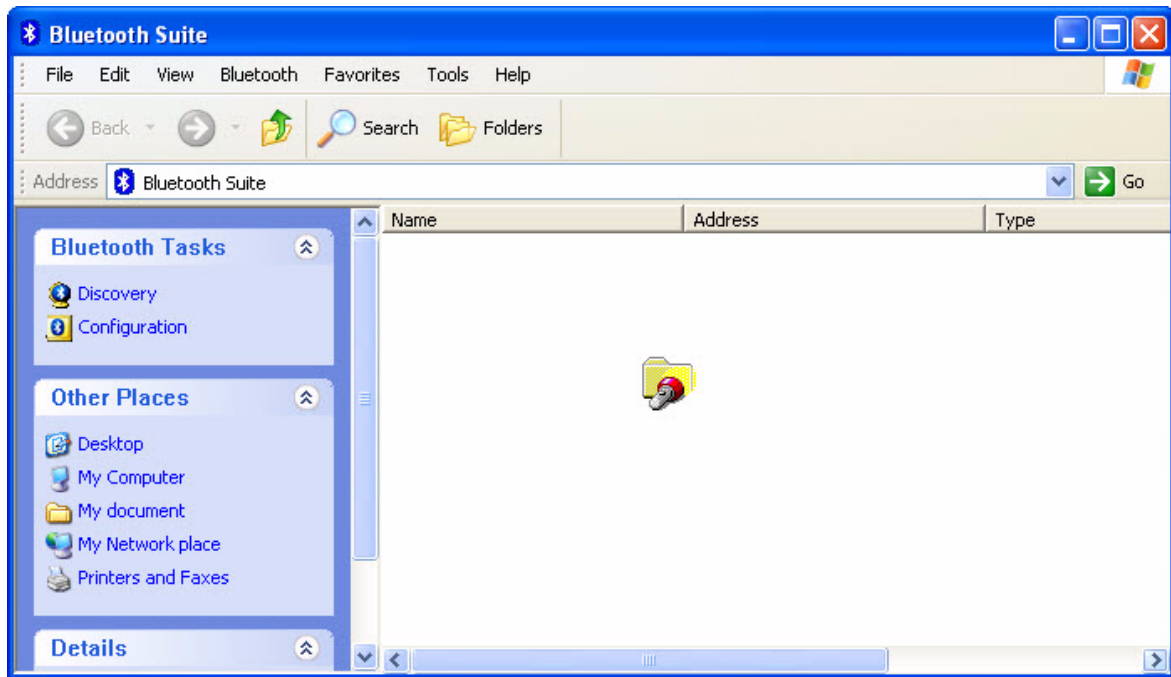 Bluetooth Suite
File Edit View Bluetooth Favorites Tools Help
Back Search Folders
Address Bluetooth Suite Go
Name Address Type
Bluetooth Tasks
Discovery
Configuration
Other Places
Desktop
My Computer
My document
My Network place
Printers and Faxes
Details